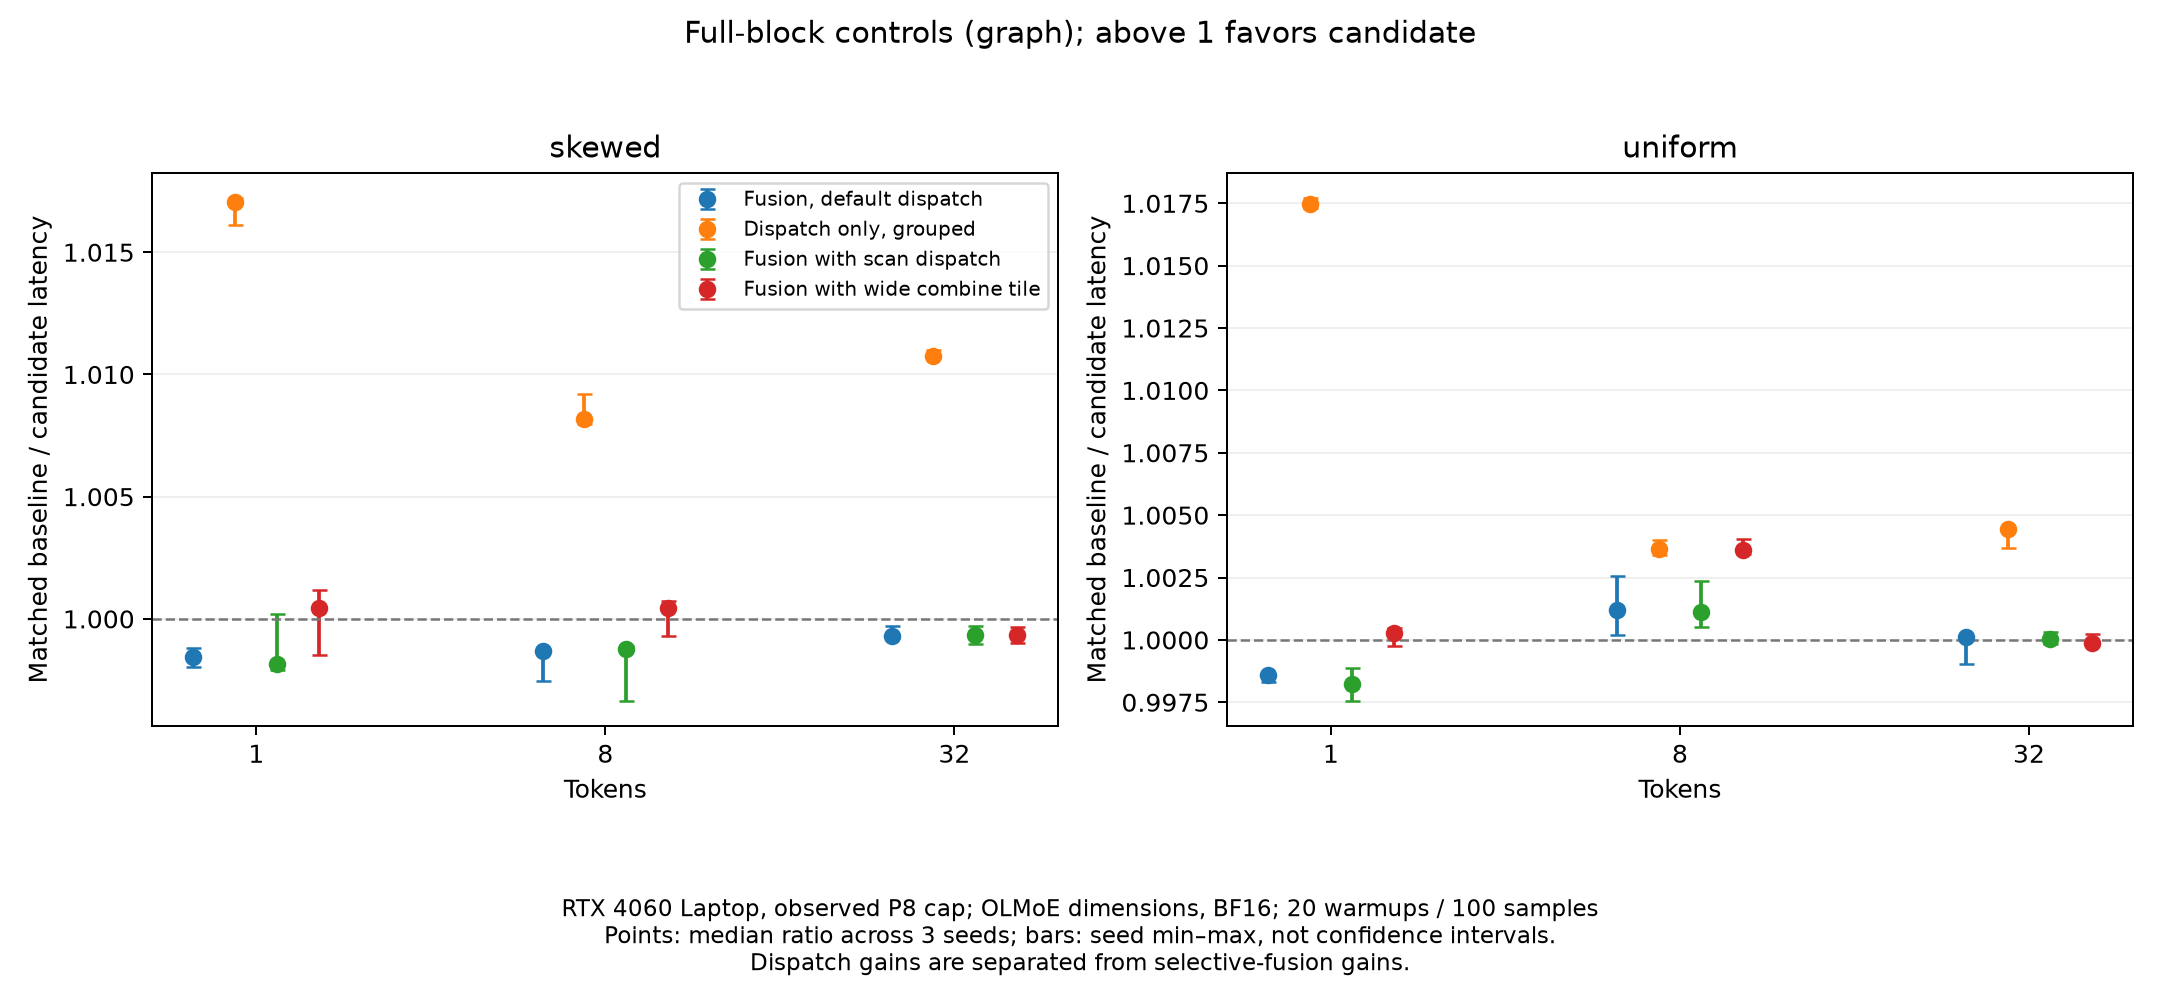 Full-block controls (graph); above 1 favors candidate
skewed
Matched baseline / candidate latency
1.015
1.010
1.005
1.000
Fusion, default dispatch
Dispatch only, grouped
Fusion with scan dispatch
Fusion with wide combine tile
1 8 32
Tokens
uniform
Matched baseline / candidate latency
1.0175
1.0150
1.0125
1.0100
1.0075
1.0050
1.0025
1.0000
0.9975
1 8 32
Tokens
RTX 4060 Laptop, observed P8 cap; OLMoE dimensions, BF16; 20 warmups / 100 samples
Points: median ratio across 3 seeds; bars: seed min–max, not confidence intervals.
Dispatch gains are separated from selective-fusion gains.